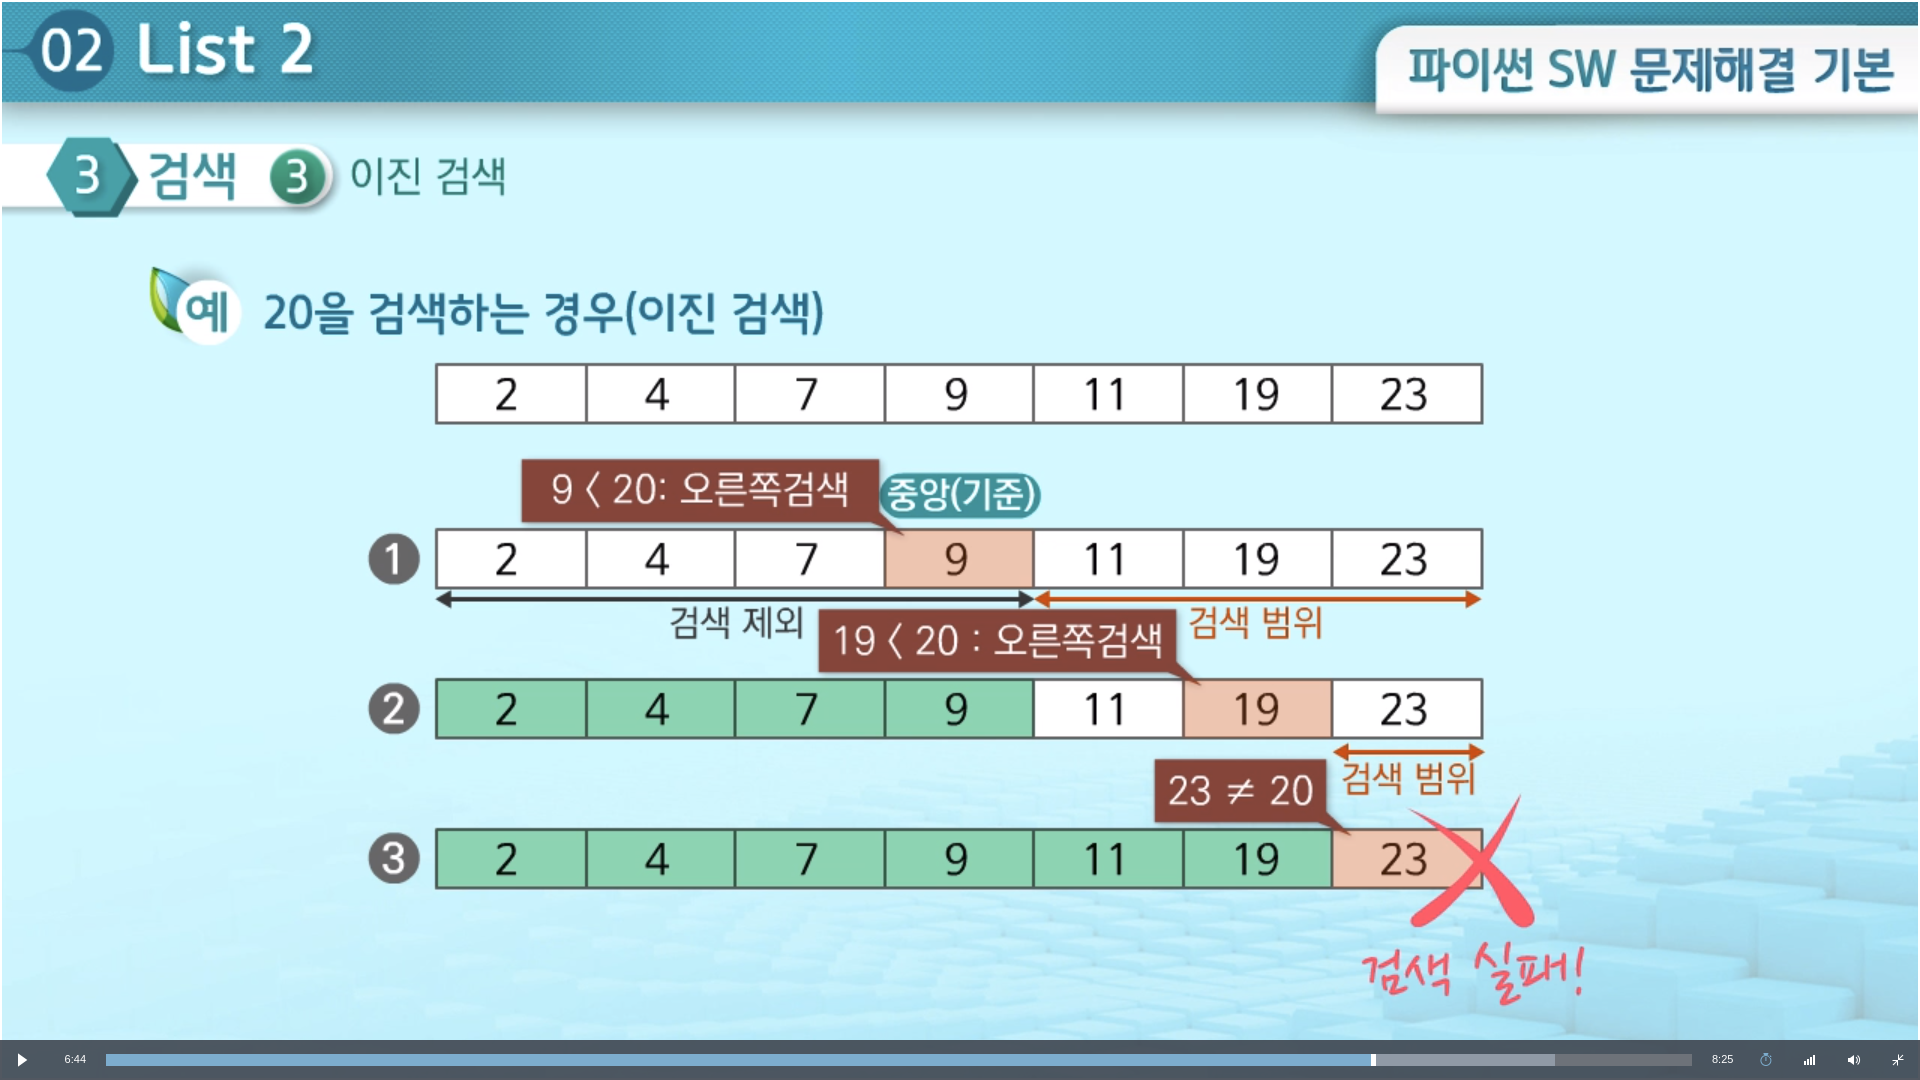 02 List 2
파이썬 SW 문제해결 기본
3 검색 3 이진 검색
예 20을 검색하는 경우(이진 검색)
2 4 7 9 11 19 23
9 < 20: 오른쪽검색 중앙(기준)
1 2 4 7 9 11 19 23
검색 제외 검색 범위
19 < 20 : 오른쪽검색
2 2 4 7 9 11 19 23
검색 범위
23 ≠ 20
3 2 4 7 9 11 19 23
검색 실패!
6:44 8:25